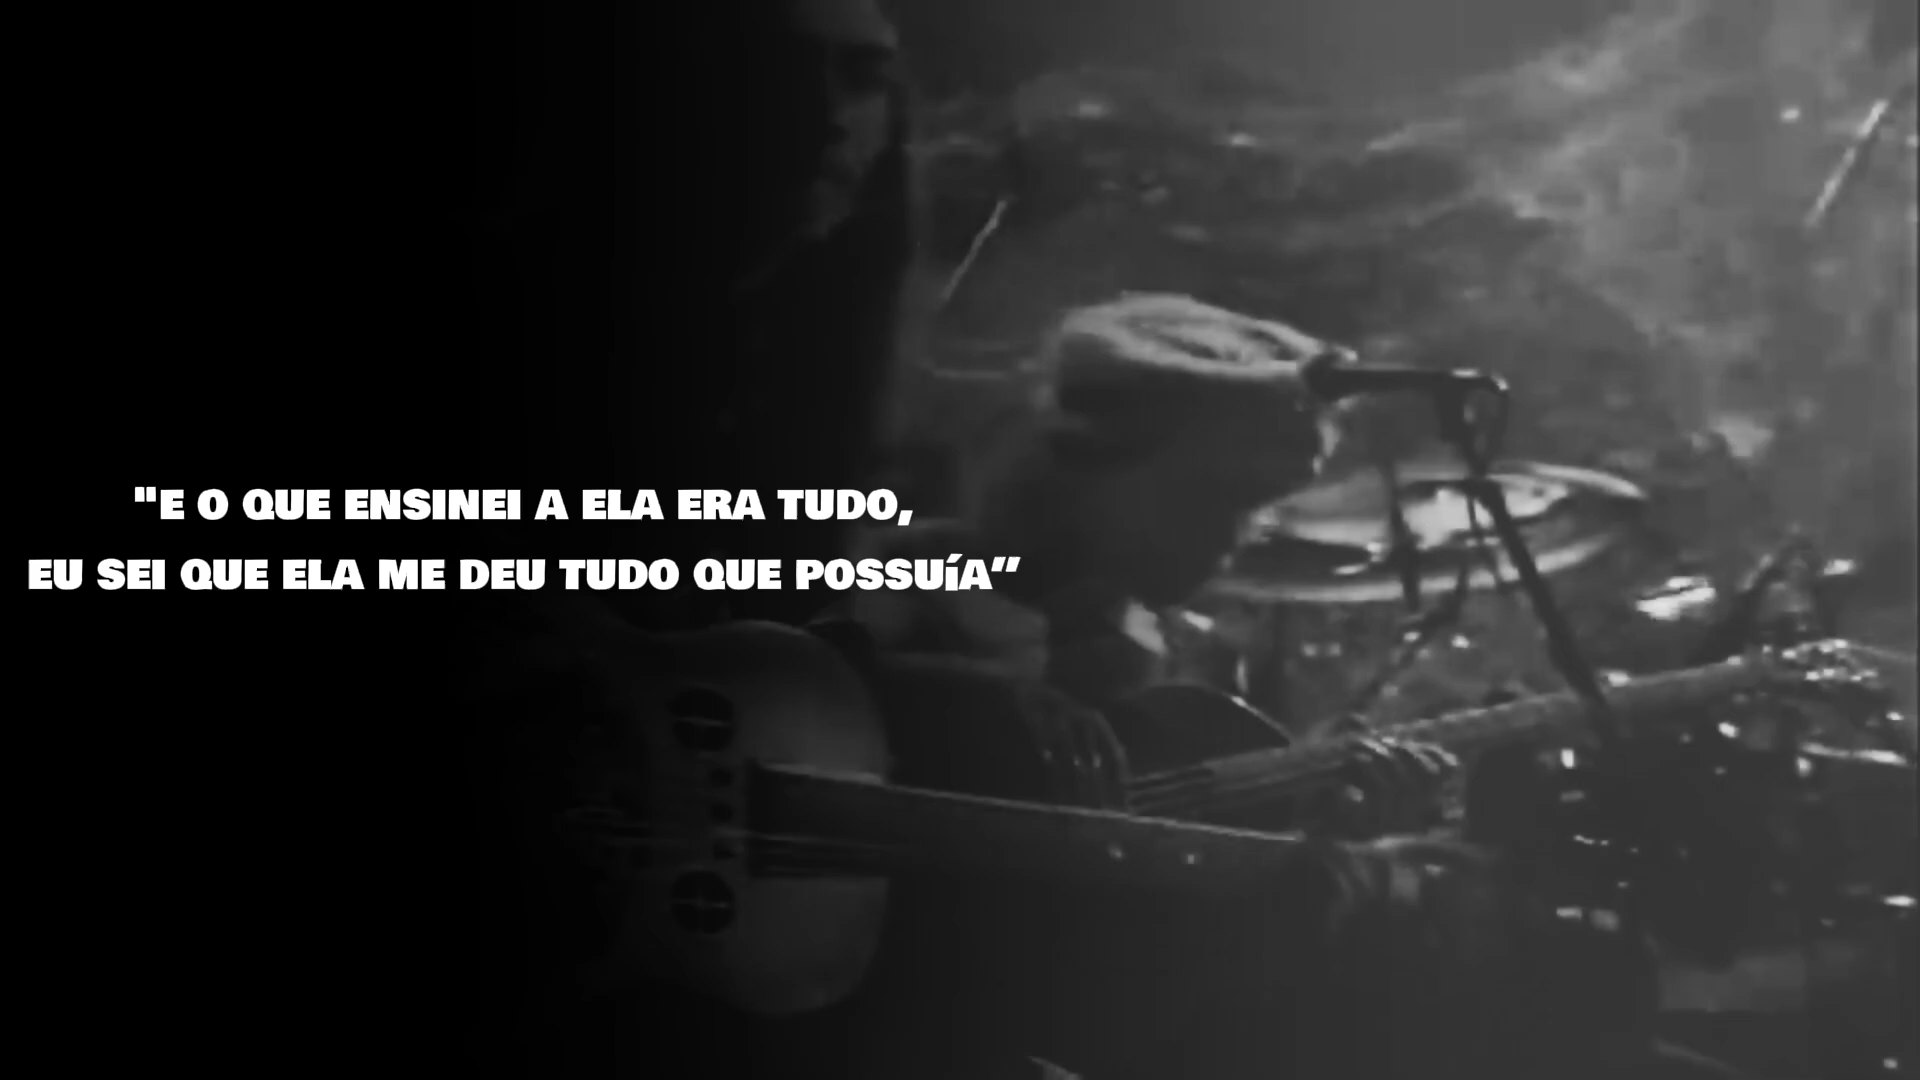 "E O QUE ENSINEI A ELA ERA TUDO,
EU SEI QUE ELA ME DEU TUDO QUE POSSUÍA”